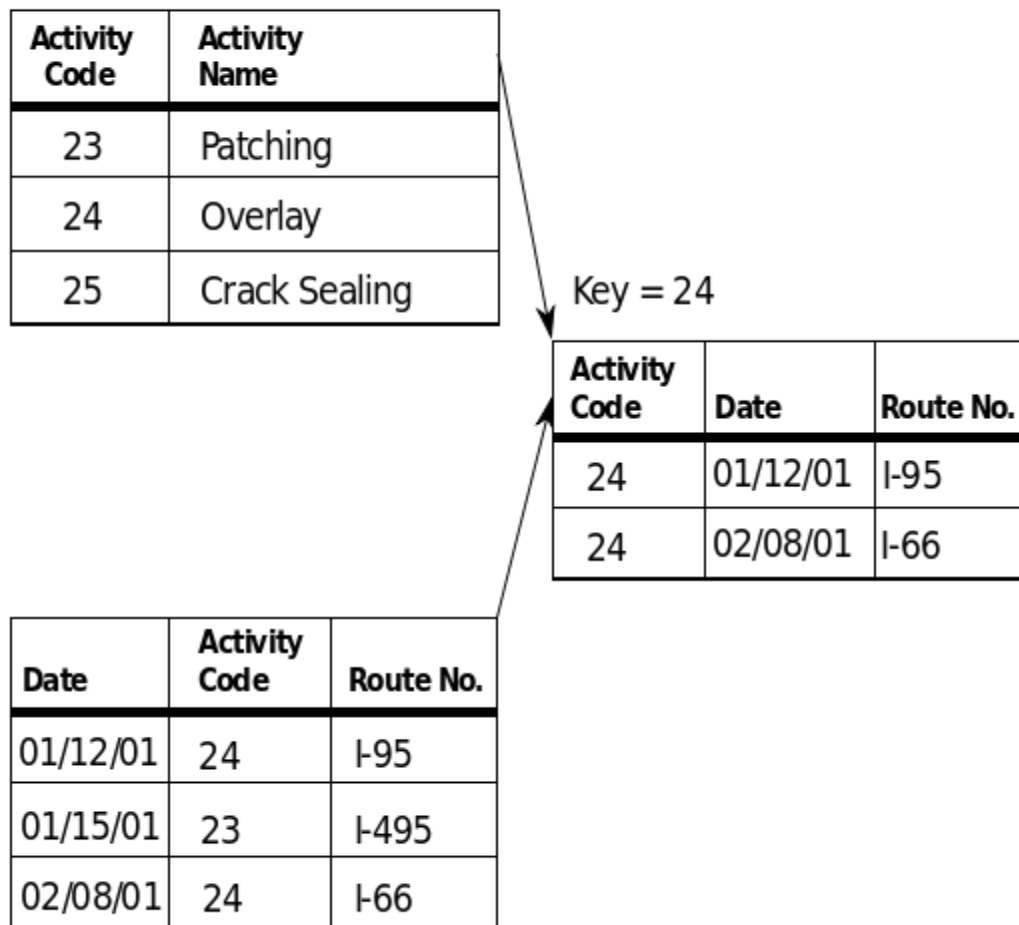 Activity Code Activity Name
23 Patching
24 Overlay
25 Crack Sealing
Key = 24
Activity Code Date Route No.
24 01/12/01 I-95
24 02/08/01 I-66
Date Activity Code Route No.
01/12/01 24 I-95
01/15/01 23 I-495
02/08/01 24 I-66